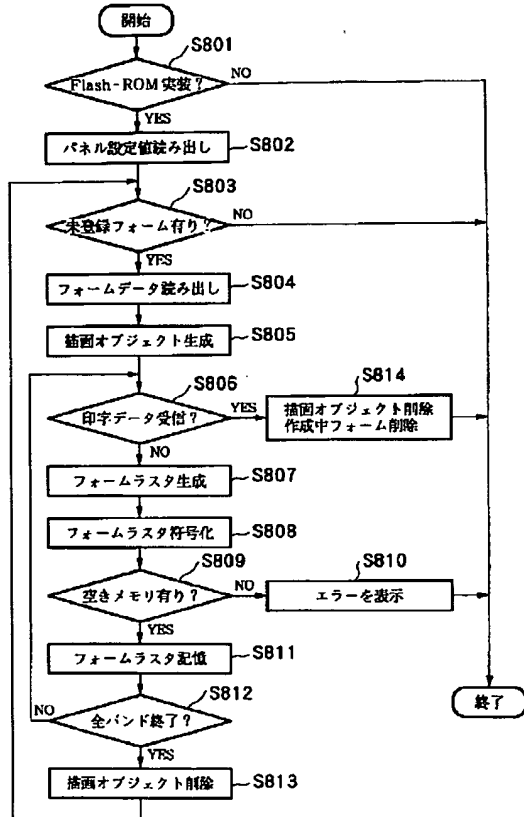 開始
S801
Flash-ROM 実装?
NO
YES
パネル設定値読み出し
S802
S803
未登録フォーム有り?
NO
YES
フォームデータ読み出し
S804
描画オブジェクト生成
S805
S806
印字データ受信?
YES
NO
S814
描画オブジェクト削除
作成中フォーム削除
フォームラスタ生成
S807
フォームラスタ符号化
S808
S809
空きメモリ有り?
NO
YES
S810
エラーを表示
フォームラスタ記憶
S811
S812
全バンド終了?
NO
YES
描画オブジェクト削除
S813
終了